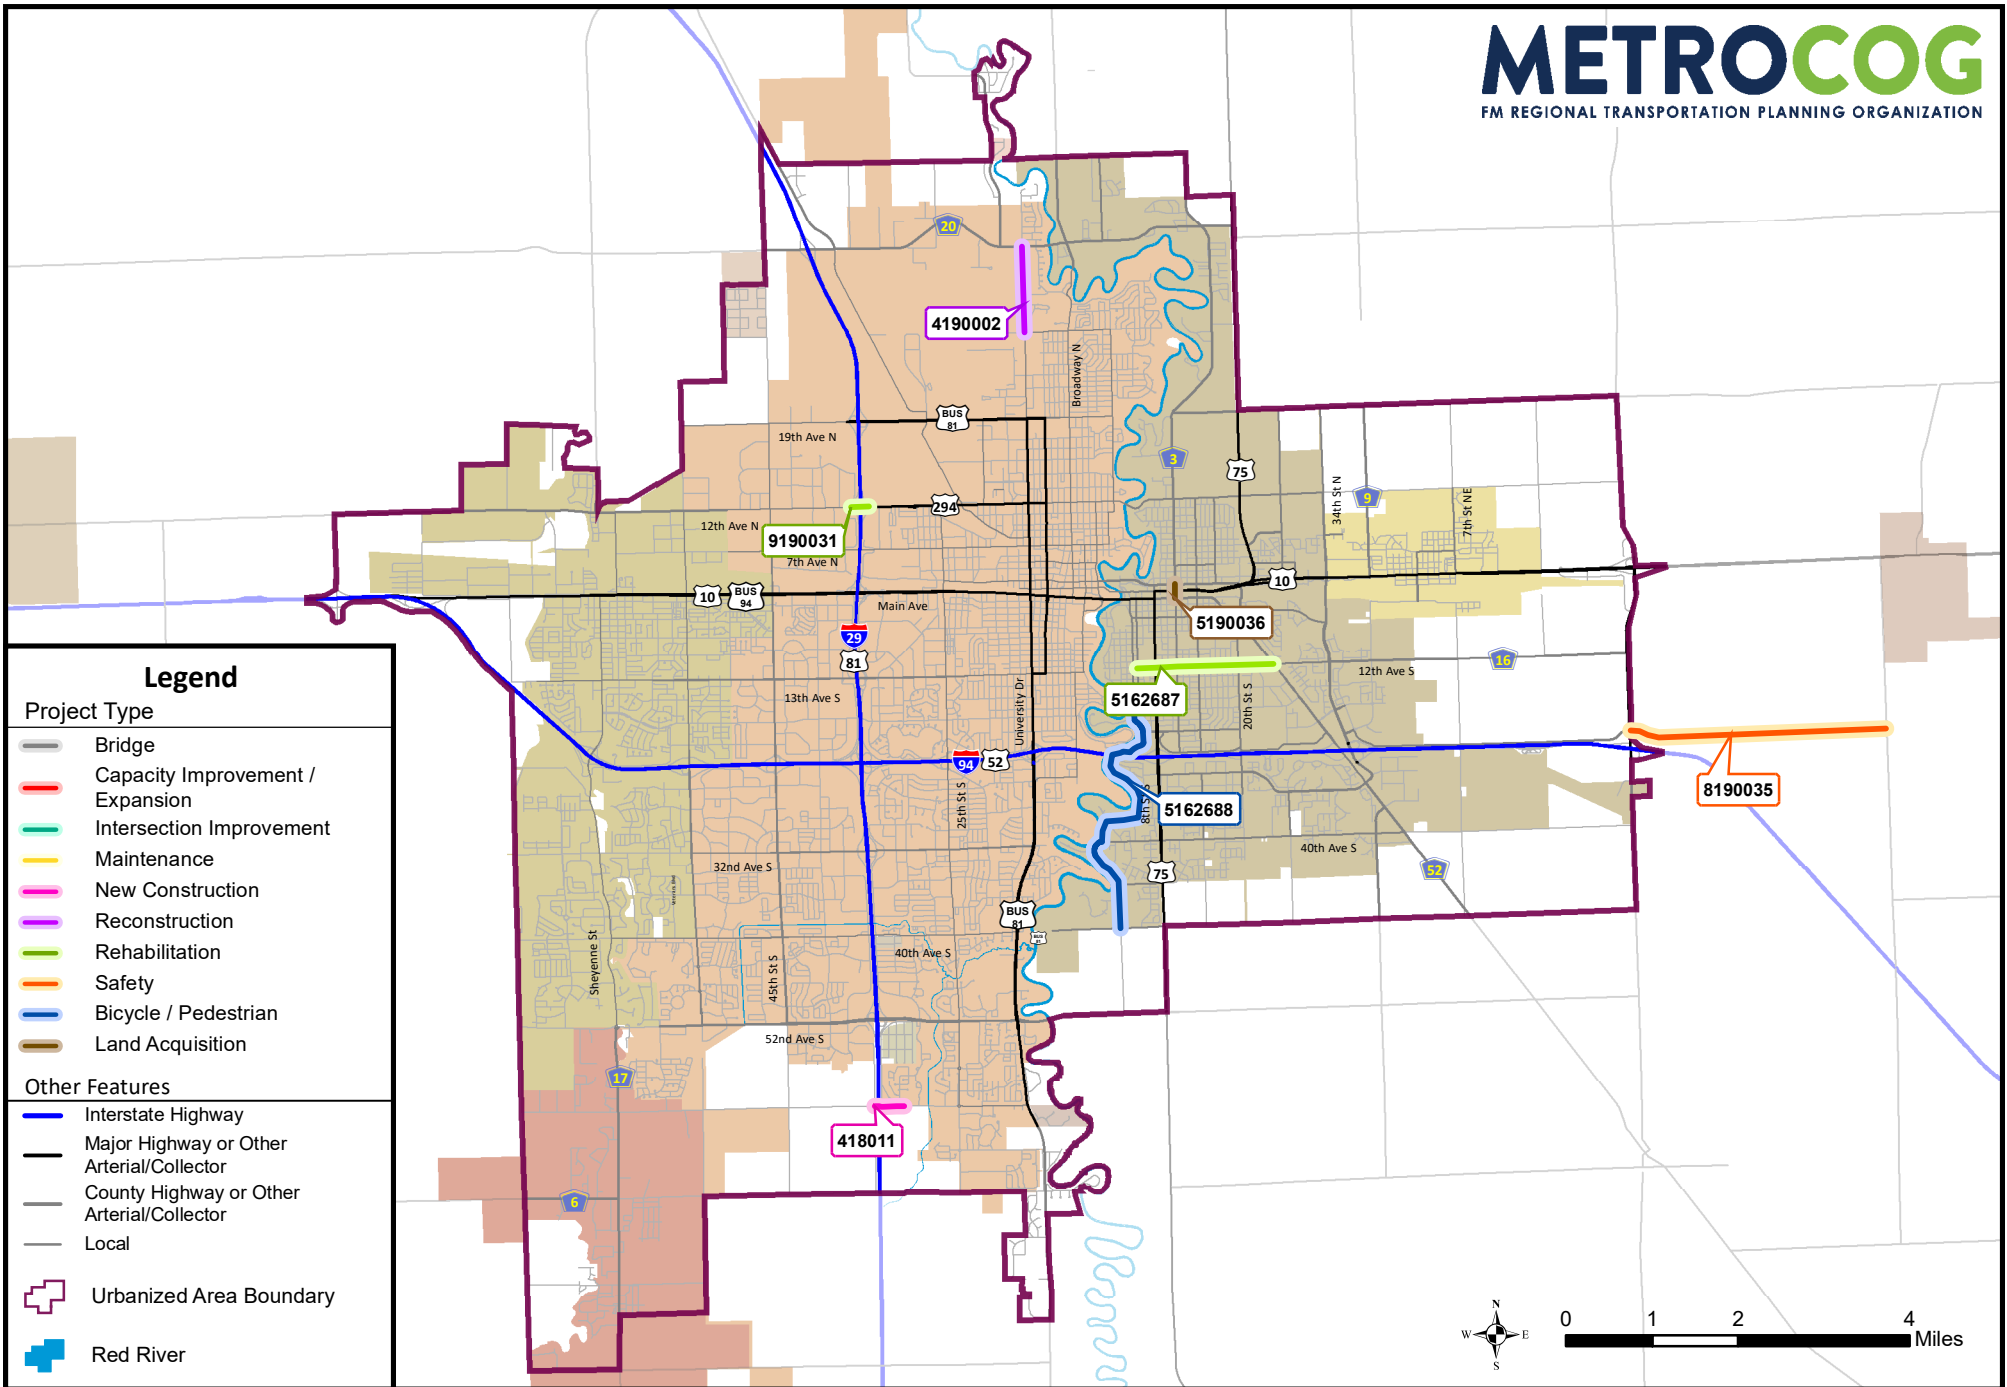 METROCOG
FM REGIONAL TRANSPORTATION PLANNING ORGANIZATION
20
4190002
Broadway N
BUS
81
19th Ave N
3
75
34th St N
9
7th St NE
294
12th Ave N
9190031
7th Ave N
10
BUS
94
Main Ave
10
29
81
5190036
16
12th Ave S
5162687
13th Ave S
University Dr
20th St S
94
52
8190035
25th St S
8th St S
5162688
32nd Ave S
40th Ave S
52
75
BUS
81
BUS
81
Sheyenne St
45th St S
40th Ave S
52nd Ave S
17
418011
6
Legend
Project Type
Bridge
Capacity Improvement /
Expansion
Intersection Improvement
Maintenance
New Construction
Reconstruction
Rehabilitation
Safety
Bicycle / Pedestrian
Land Acquisition
Other Features
Interstate Highway
Major Highway or Other
Arterial/Collector
County Highway or Other
Arterial/Collector
Local
Urbanized Area Boundary
Red River
N
W
E
S
0 1 2 4
Miles